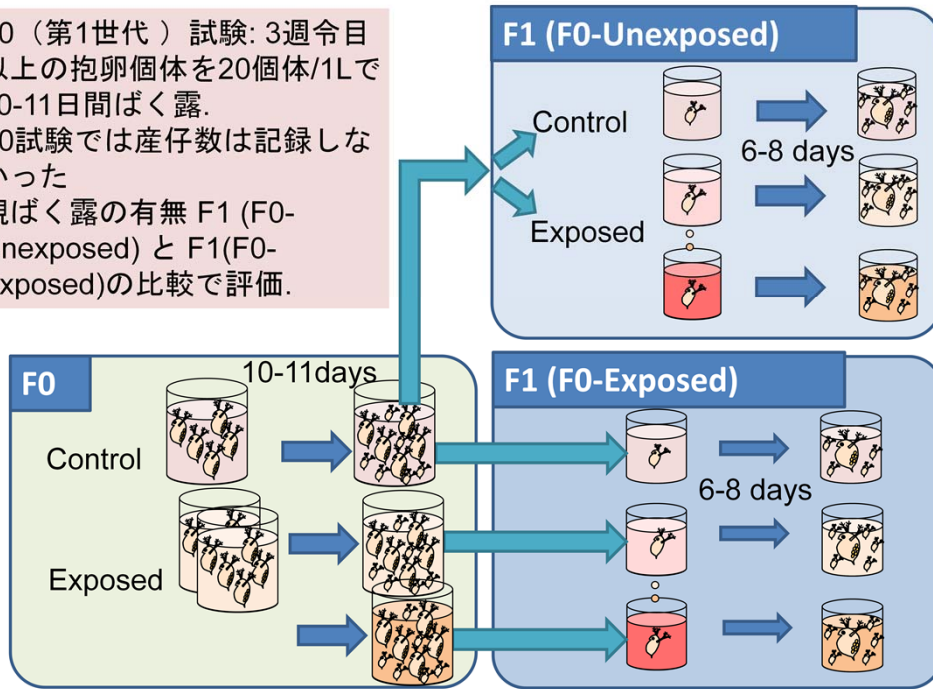 0（第1世代 ）試験: 3週令目
以上の抱卵個体を20個体/1Lで
0-11日間ばく露.
0試験では産仔数は記録しな
かった
親ばく露の有無 F1 (F0-
Unexposed) と F1(F0-
Exposed)の比較で評価.
F1 (F0-Unexposed)
Control
6-8 days
Exposed
F0
10-11days
Control
Exposed
F1 (F0-Exposed)
6-8 days